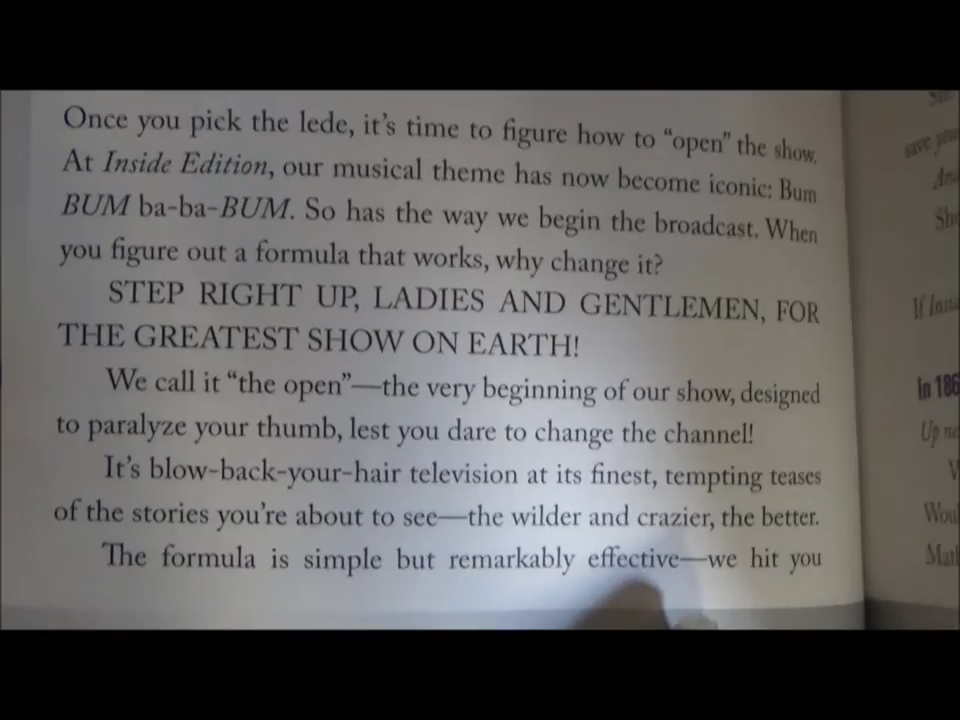 Once you pick the lede, it's time to figure how to "open" the show.
At Inside Edition, our musical theme has now become iconic: Bum
BUM ba-ba-BUM. So has the way we begin the broadcast. When
you figure out a formula that works, why change it?
STEP RIGHT UP, LADIES AND GENTLEMEN, FOR
THE GREATEST SHOW ON EARTH!
We call it "the open"—the very beginning of our show, designed
to paralyze your thumb, lest you dare to change the channel!
It's blow-back-your-hair television at its finest, tempting teases
of the stories you're about to see—the wilder and crazier, the better.
The formula is simple but remarkably effective—we hit you
save
If
In 186
Up